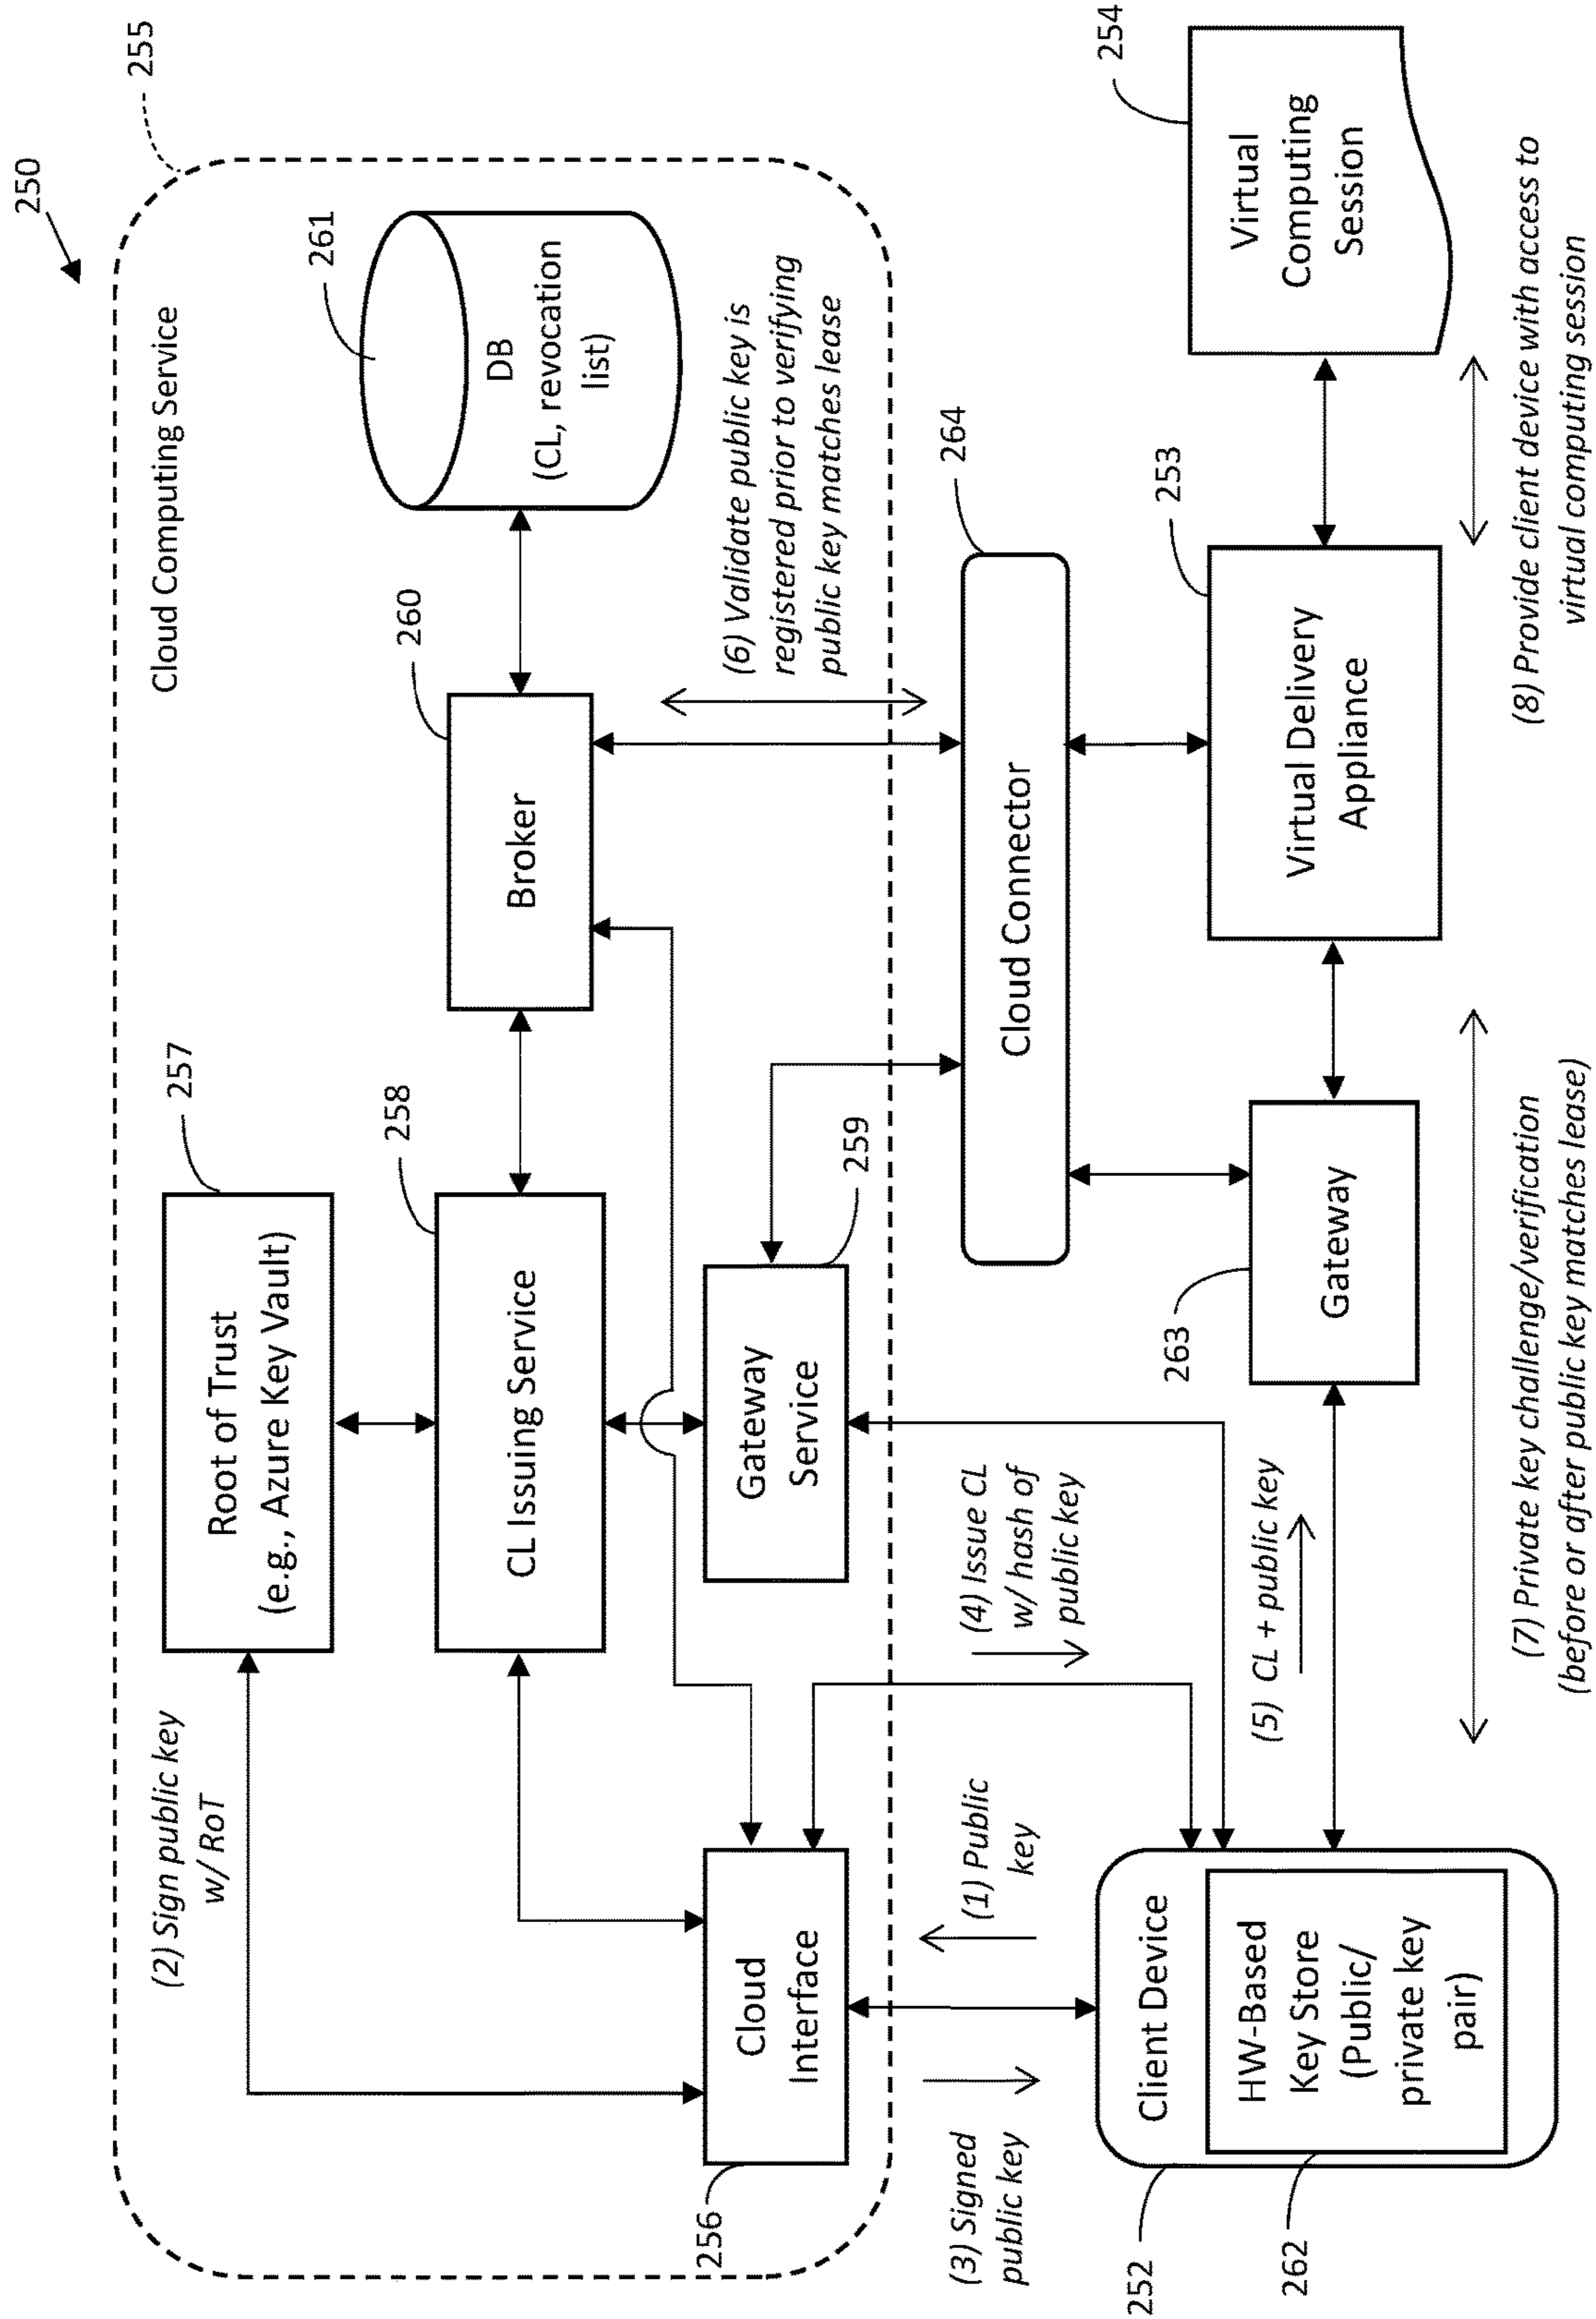 250
255
Cloud Computing Service
(2) Sign public key
w/ RoT
Root of Trust
(e.g., Azure Key Vault)
257
CL Issuing Service
258
Broker
260
DB
(CL, revocation
list)
261
Cloud
Interface
256
Gateway
Service
259
(6) Validate public key is
registered prior to verifying
public key matches lease
(3) Signed
public key
(1) Public
key
(4) Issue CL
w/ hash of
public key
Cloud Connector
264
Client Device
HW-Based
Key Store
(Public/
private key
pair)
252
262
(5) CL + public key
Gateway
263
Virtual Delivery
Appliance
253
Virtual
Computing
Session
254
(7) Private key challenge/verification
(before or after public key matches lease)
(8) Provide client device with access to
virtual computing session